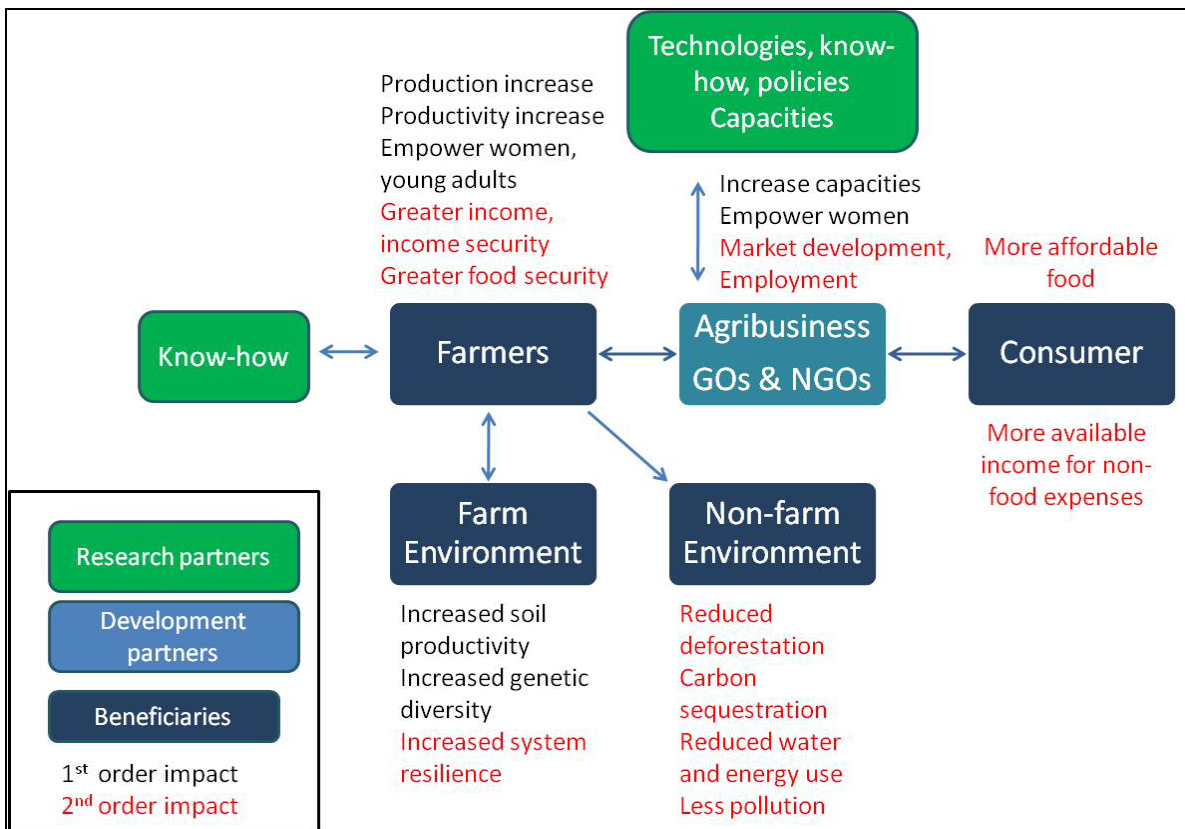 Technologies, know-
how, policies
Capacities
Production increase
Productivity increase
Empower women,
young adults
Greater income,
income security
Greater food security
Increase capacities
Empower women
Market development,
Employment
More affordable
food
Know-how
Farmers
Agribusiness
GOs & NGOs
Consumer
More available
income for non-
food expenses
Farm
Environment
Non-farm
Environment
Increased soil
productivity
Increased genetic
diversity
Increased system
resilience
Reduced
deforestation
Carbon
sequestration
Reduced water
and energy use
Less pollution
Research partners
Development
partners
Beneficiaries
1st order impact
2nd order impact